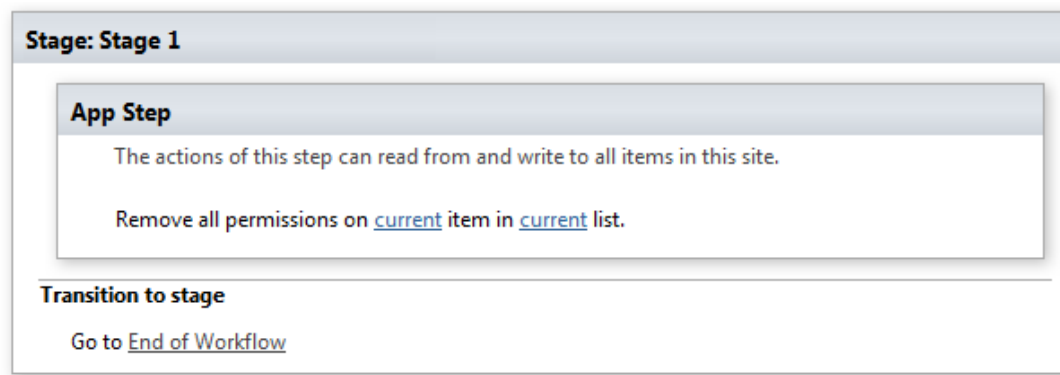 Stage: Stage 1
App Step
The actions of this step can read from and write to all items in this site.
Remove all permissions on current item in current list.
Transition to stage
Go to End of Workflow